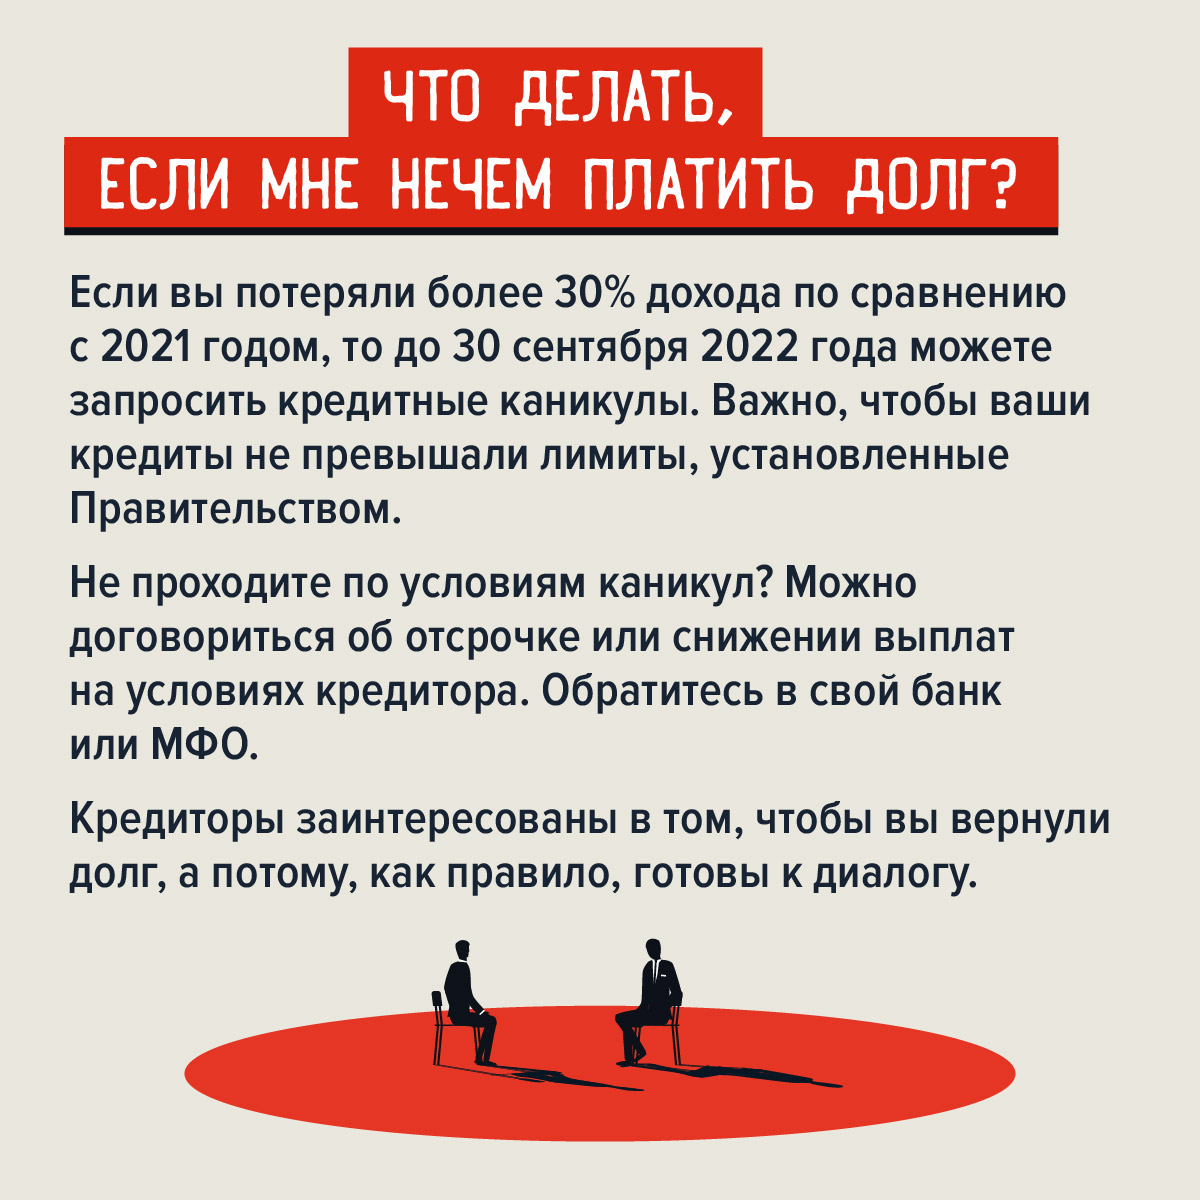 ЧТО ДЕЛАТЬ,
ЕСЛИ МНЕ НЕЧЕМ ПЛАТИТЬ ДОЛГ?
Если вы потеряли более 30% дохода по сравнению
с 2021 годом, то до 30 сентября 2022 года можете
запросить кредитные каникулы. Важно, чтобы ваши
кредиты не превышали лимиты, установленные
Правительством.
Не проходите по условиям каникул? Можно
договориться об отсрочке или снижении выплат
на условиях кредитора. Обратитесь в свой банк
или МФО.
Кредиторы заинтересованы в том, чтобы вы вернули
долг, а потому, как правило, готовы к диалогу.